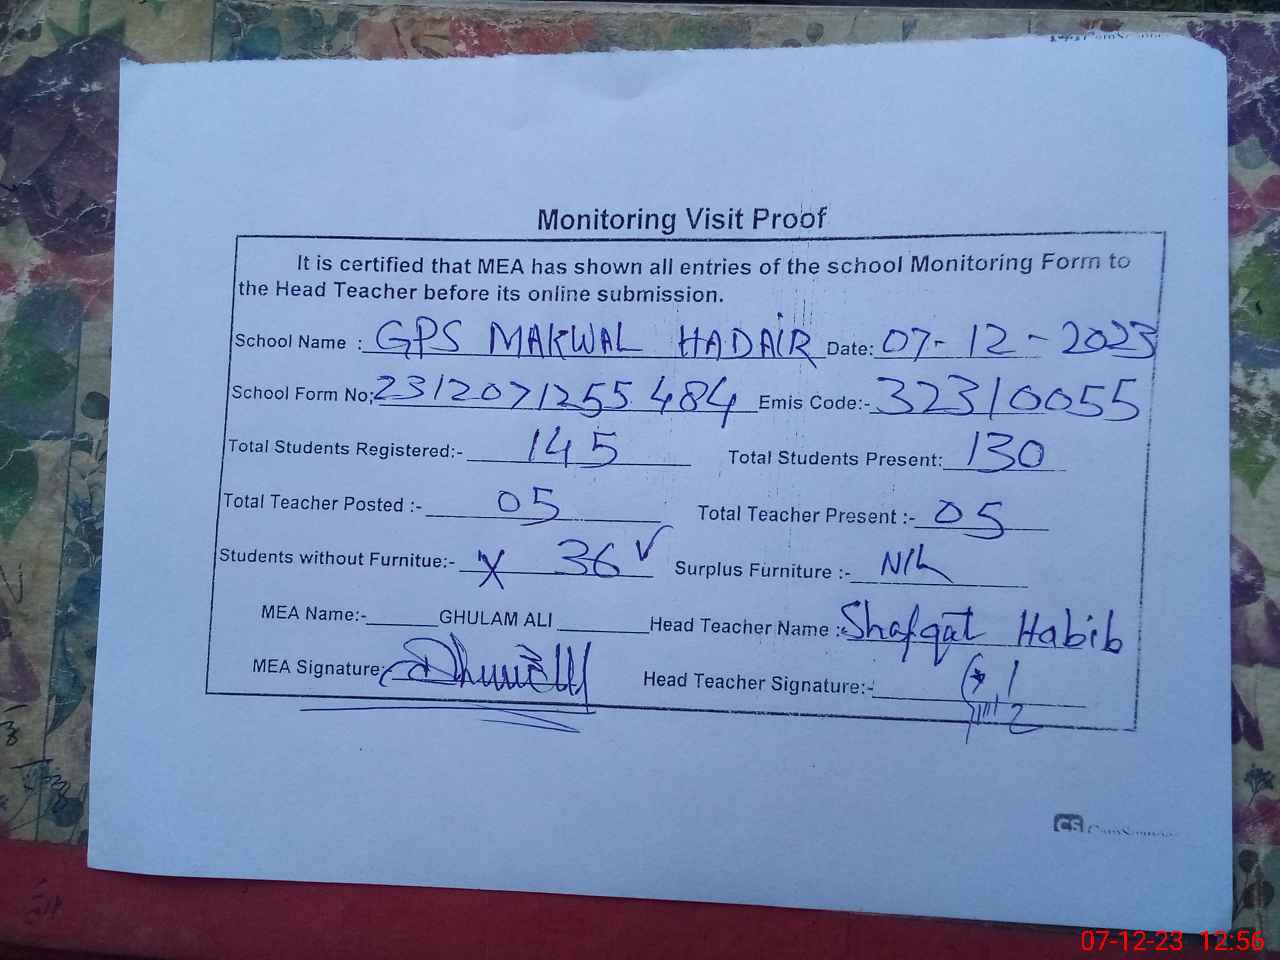 Monitoring Visit Proof
It is certified that MEA has shown all entries of the school Monitoring Form to
the Head Teacher before its online submission.
School Name : GPS MAKWAL HADAIR Date: 07-12-2023
School Form No; 2312071255484 Emis Code:- 32310055
Total Students Registered:- 145 Total Students Present: 130
Total Teacher Posted :- 05 Total Teacher Present :- 05
Students without Furnitue:- X 36 ✓ Surplus Furniture :- NIL
MEA Name:- GHULAM ALI Head Teacher Name : Shafqat Habib
MEA Signature: Head Teacher Signature:-
CS CamScanner
07-12-23 12:56